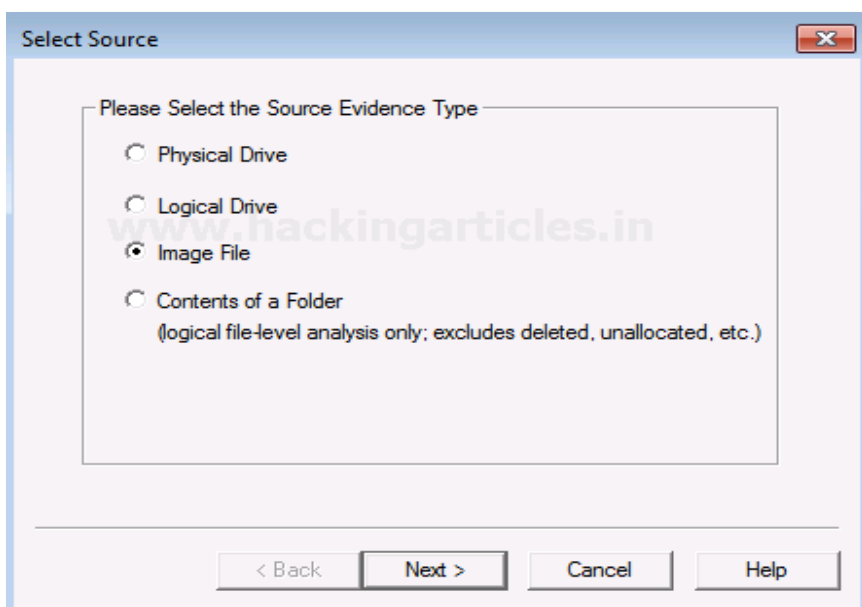 Select Source
Please Select the Source Evidence Type
Physical Drive
Logical Drive
www.hackingarticles.in
Image File
Contents of a Folder
(logical file-level analysis only; excludes deleted, unallocated, etc.)
< Back
Next >
Cancel
Help